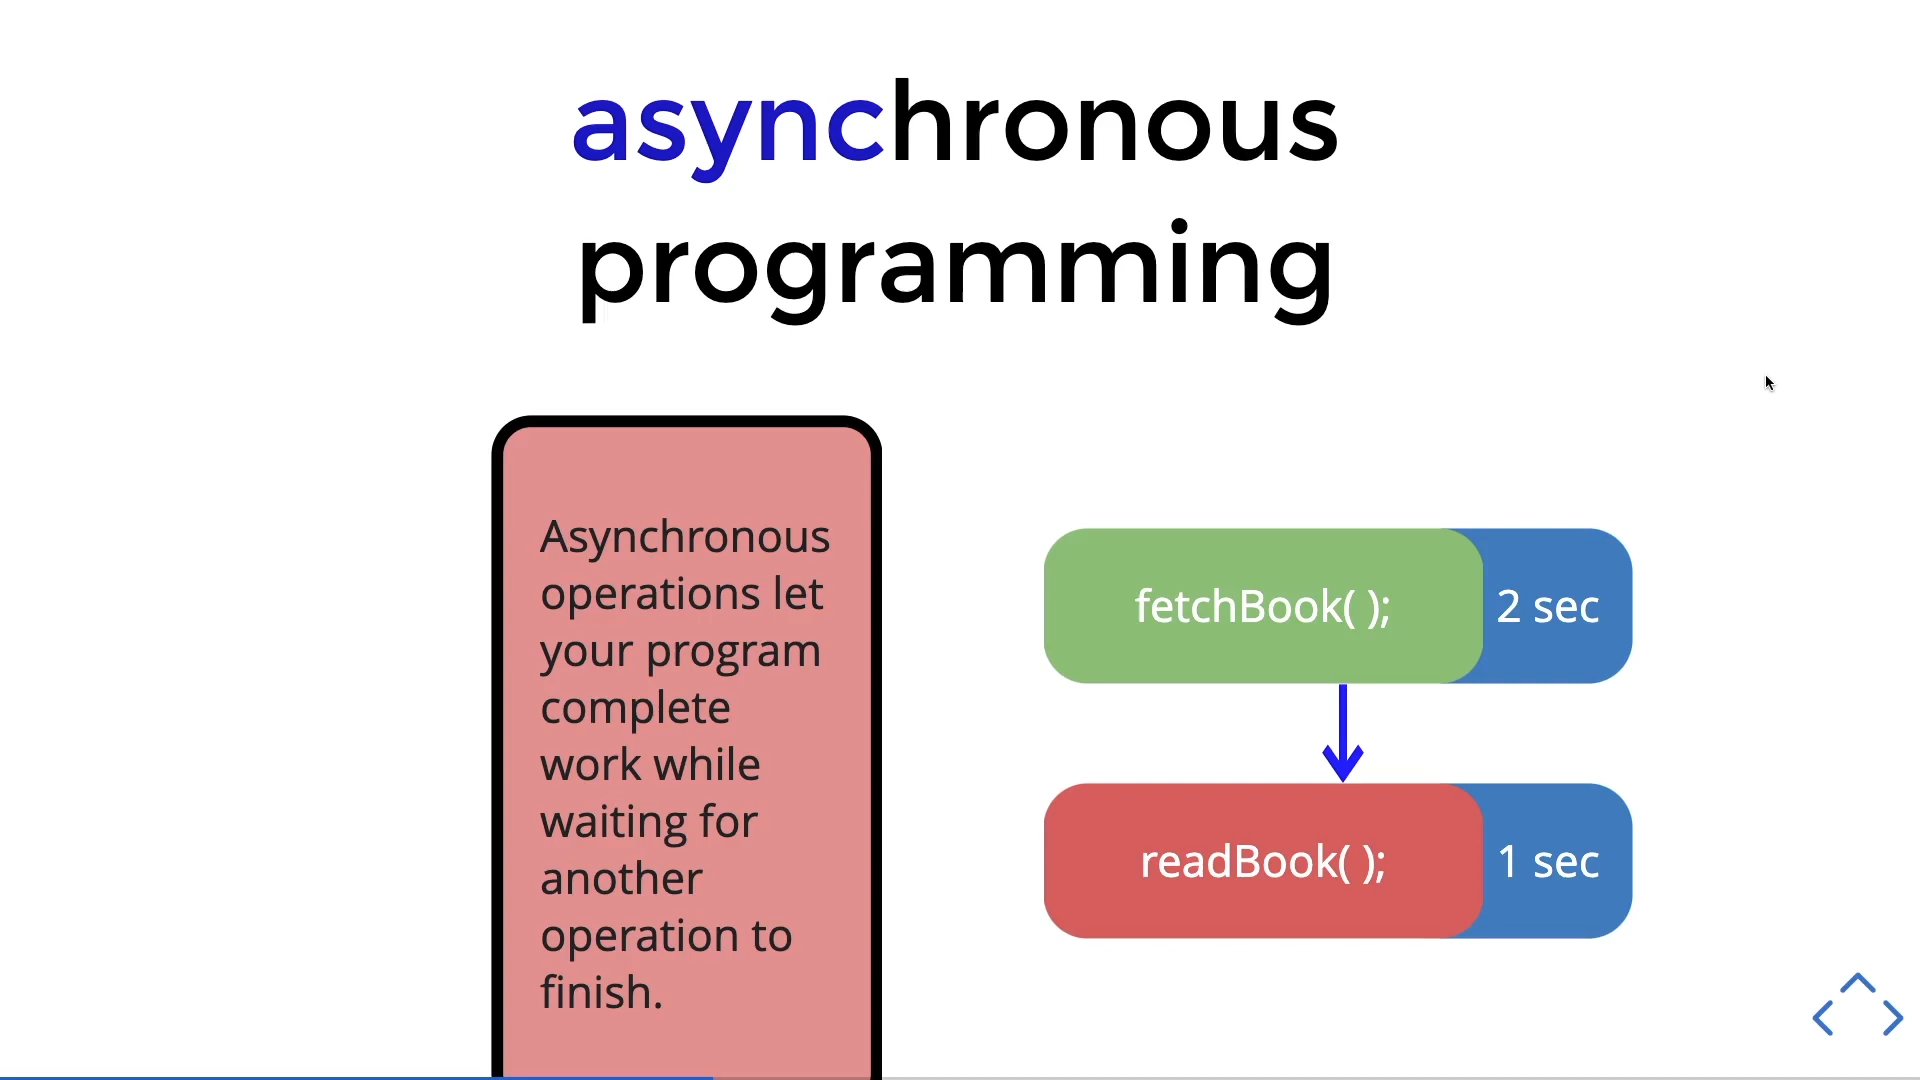 asynchronous
programming
Asynchronous
operations let
your program
complete
work while
waiting for
another
operation to
finish.
fetchBook( ); 2 sec
readBook( ); 1 sec